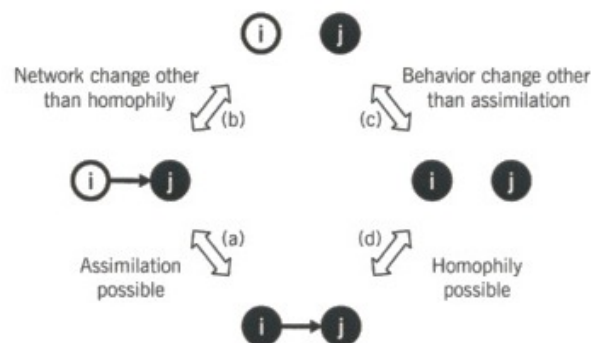 i j
Network change other
than homophily
Behavior change other
than assimilation
(b)
(c)
i j
i j
(a)
(d)
Assimilation
possible
Homophily
possible
i j